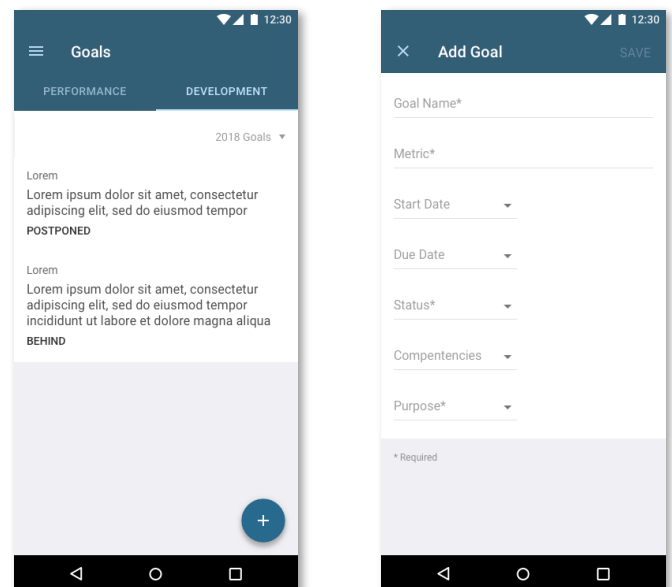 12:30
Goals
PERFORMANCE DEVELOPMENT
2018 Goals
Lorem
Lorem ipsum dolor sit amet, consectetur
adipiscing elit, sed do eiusmod tempor
POSTPONED
Lorem
Lorem ipsum dolor sit amet, consectetur
adipiscing elit, sed do eiusmod tempor
incididunt ut labore et dolore magna aliqua
BEHIND
+
12:30
Add Goal SAVE
Goal Name*
Metric*
Start Date
Due Date
Status*
Compentencies
Purpose*
* Required